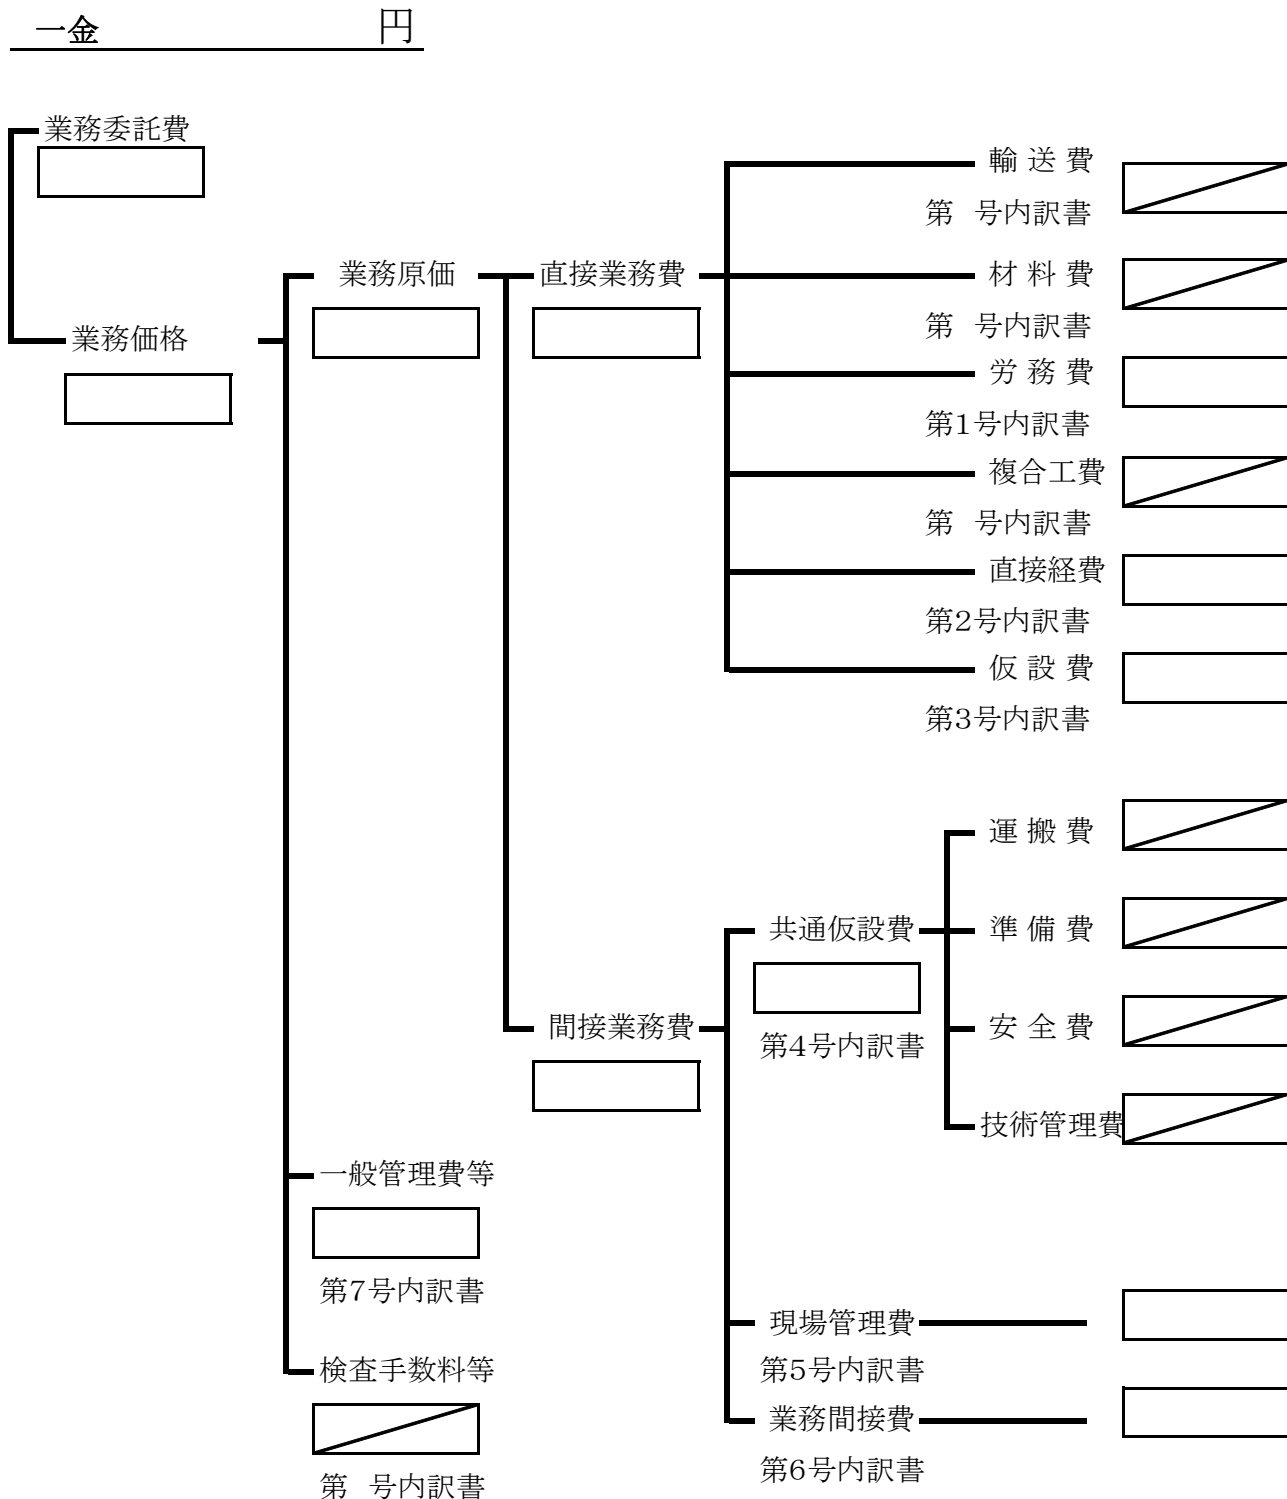 一金 円
業務委託費
輸 送 費
第 号内訳書
業務原価
直接業務費
材 料 費
第 号内訳書
業務価格
労 務 費
第1号内訳書
複合工費
第 号内訳書
直接経費
第2号内訳書
仮 設 費
第3号内訳書
運 搬 費
共通仮設費
準 備 費
間接業務費
安 全 費
第4号内訳書
技術管理費
一般管理費等
第7号内訳書
現場管理費
第5号内訳書
検査手数料等
業務間接費
第6号内訳書
第 号内訳書